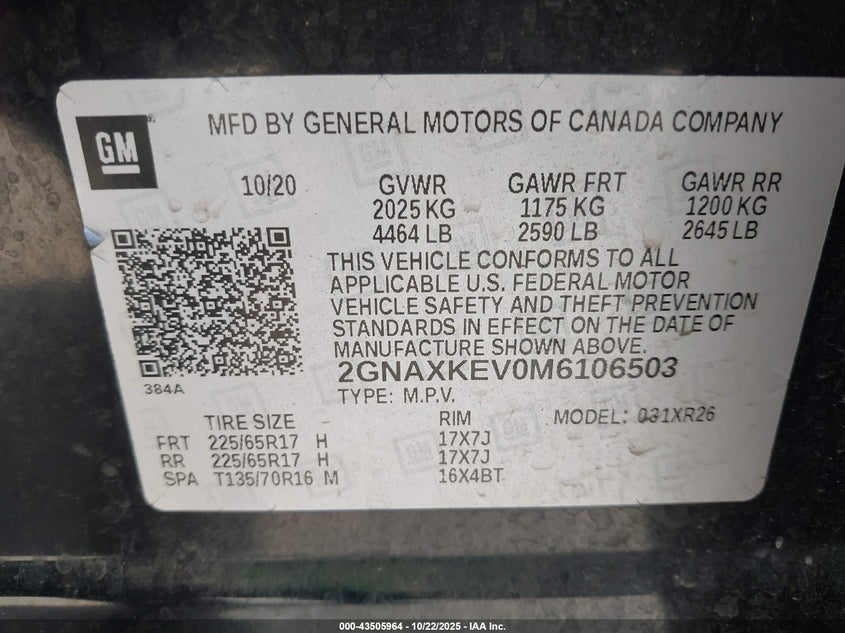 GM
MFD BY GENERAL MOTORS OF CANADA COMPANY
10/20 GVWR GAWR FRT GAWR RR
2025 KG 1175 KG 1200 KG
4464 LB 2590 LB 2645 LB
THIS VEHICLE CONFORMS TO ALL
APPLICABLE U.S. FEDERAL MOTOR
VEHICLE SAFETY AND THEFT PREVENTION
STANDARDS IN EFFECT ON THE DATE OF
MANUFACTURE SHOWN ABOVE.
384A
2GNAXKEV0M6106503
TYPE: M.P.V.
TIRE SIZE RIM MODEL: 031XR26
FRT 225/65R17 H 17X7J
RR 225/65R17 H 17X7J
SPA T135/70R16 M 16X4BT
000-43505964 | 10/22/2025 - IAA Inc.